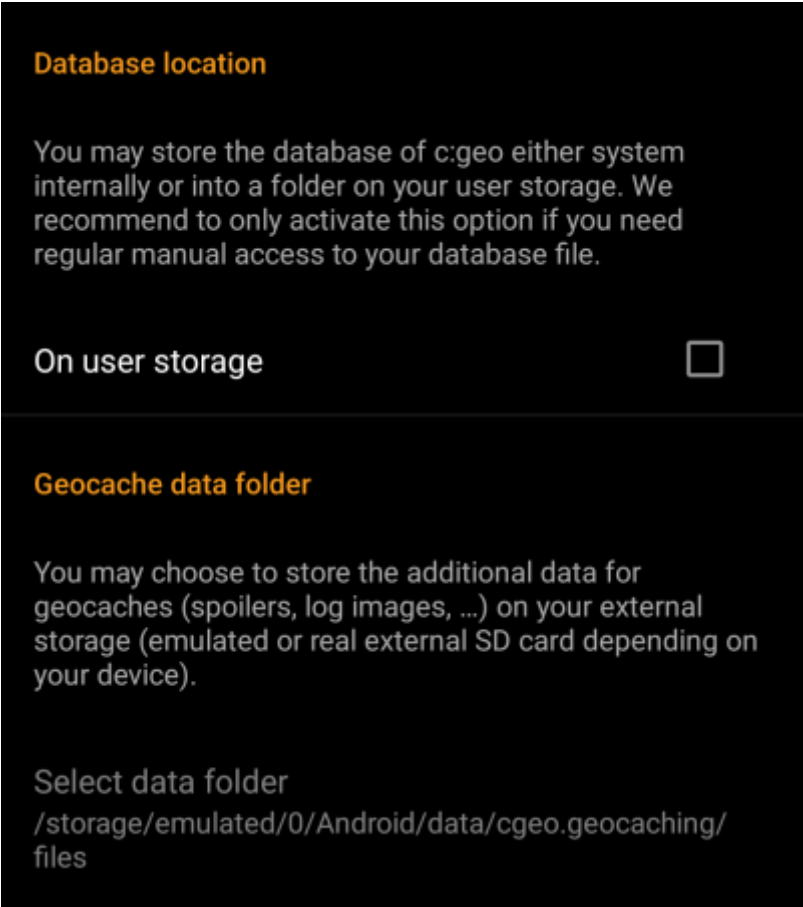 Database location
You may store the database of c:geo either system
internally or into a folder on your user storage. We
recommend to only activate this option if you need
regular manual access to your database file.
On user storage
Geocache data folder
You may choose to store the additional data for
geocaches (spoilers, log images, …) on your external
storage (emulated or real external SD card depending on
your device).
Select data folder
/storage/emulated/0/Android/data/cgeo.geocaching/
files